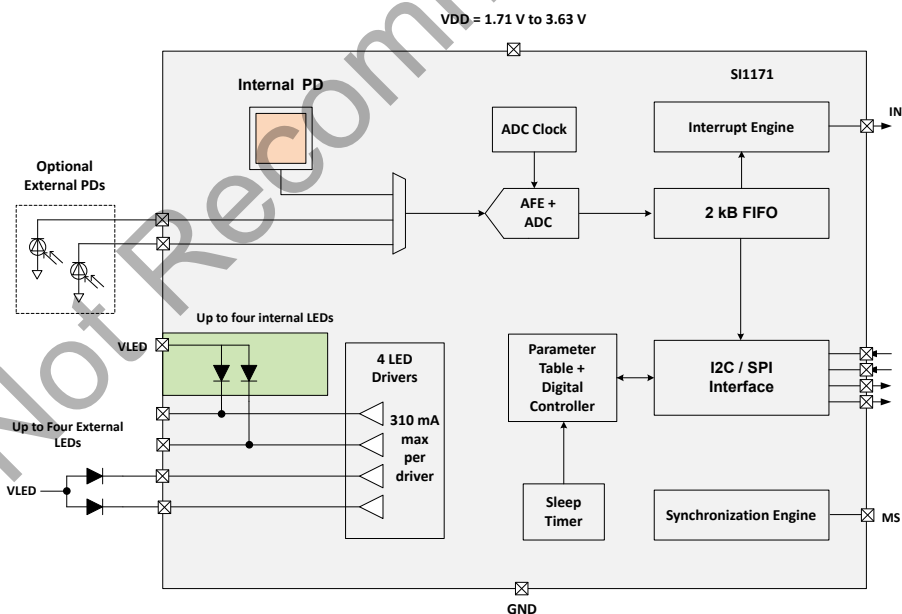 VDD = 1.71 V to 3.63 V
SI1171
Internal PD
ADC Clock
Interrupt Engine
IN
Optional
External PDs
AFE +
ADC
2 kB FIFO
Up to four internal LEDs
VLED
4 LED
Drivers
310 mA
max
per
driver
Parameter
Table +
Digital
Controller
I2C / SPI
Interface
Up to Four External
LEDs
VLED
Sleep
Timer
Synchronization Engine
MS
GND
Not Recomm